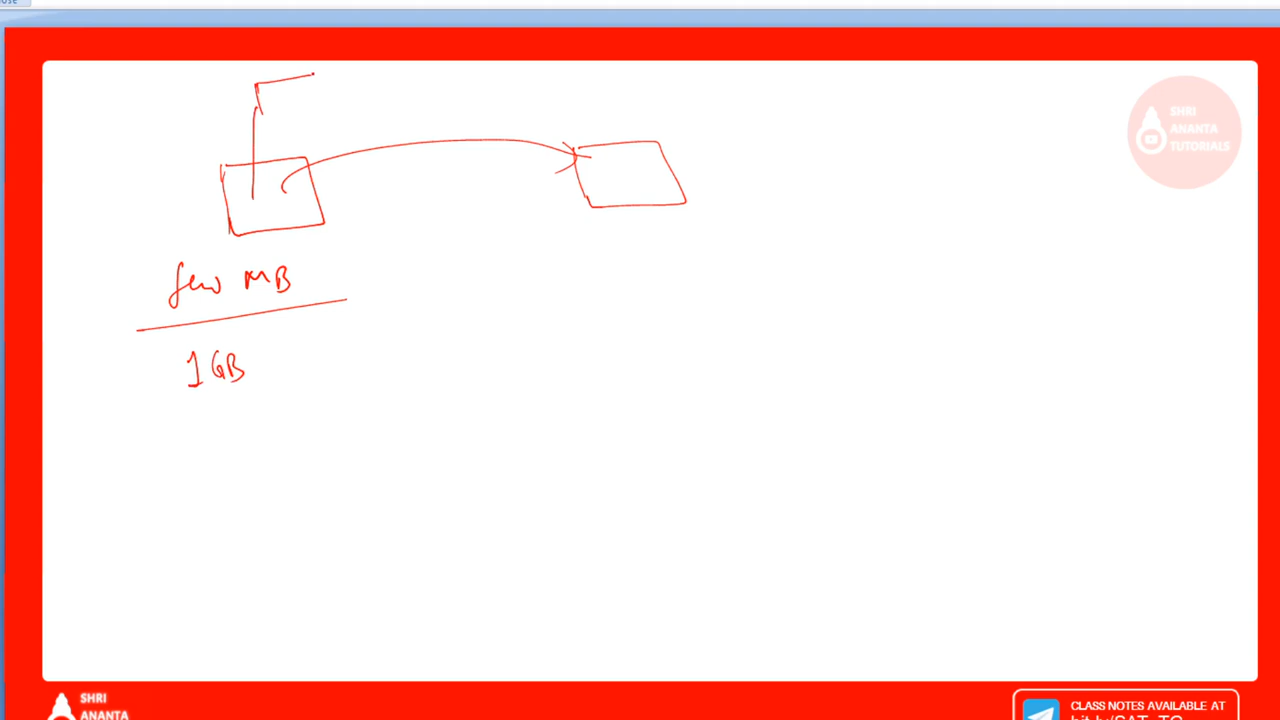 SHRI
ANANTA
TUTORIALS
few MB
1 GB
SHRI
ANANTA
CLASS NOTES AVAILABLE AT